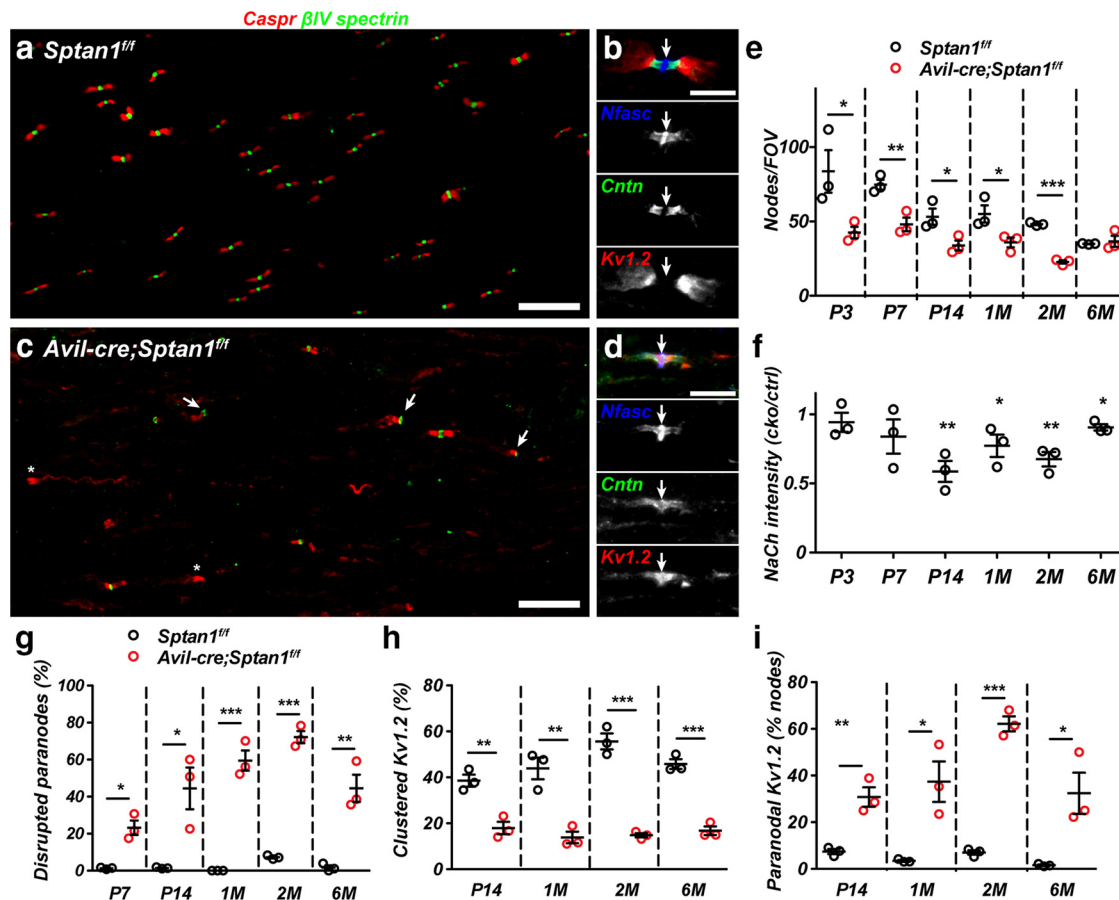 Caspr βIV spectrin
a Sptan1f/f
b
Nfasc
Cntn
Kv1.2
c Avil-cre;Sptan1f/f
*
*
d
Nfasc
Cntn
Kv1.2
e
Sptan1f/f
Avil-cre;Sptan1f/f
Nodes/FOV
100
50
0
* ** * * ***
P3 P7 P14 1M 2M 6M
f
NaCh intensity (cko/ctrl)
1
0.5
0
** * ** *
P3 P7 P14 1M 2M 6M
g
Sptan1f/f
Avil-cre;Sptan1f/f
Disrupted paranodes (%)
100
80
60
40
20
0
* * *** *** **
P7 P14 1M 2M 6M
h
Clustered Kv1.2 (%)
80
60
40
20
0
** ** *** ***
P14 1M 2M 6M
i
Paranodal Kv1.2 (% nodes)
80
60
40
20
0
** * *** *
P14 1M 2M 6M